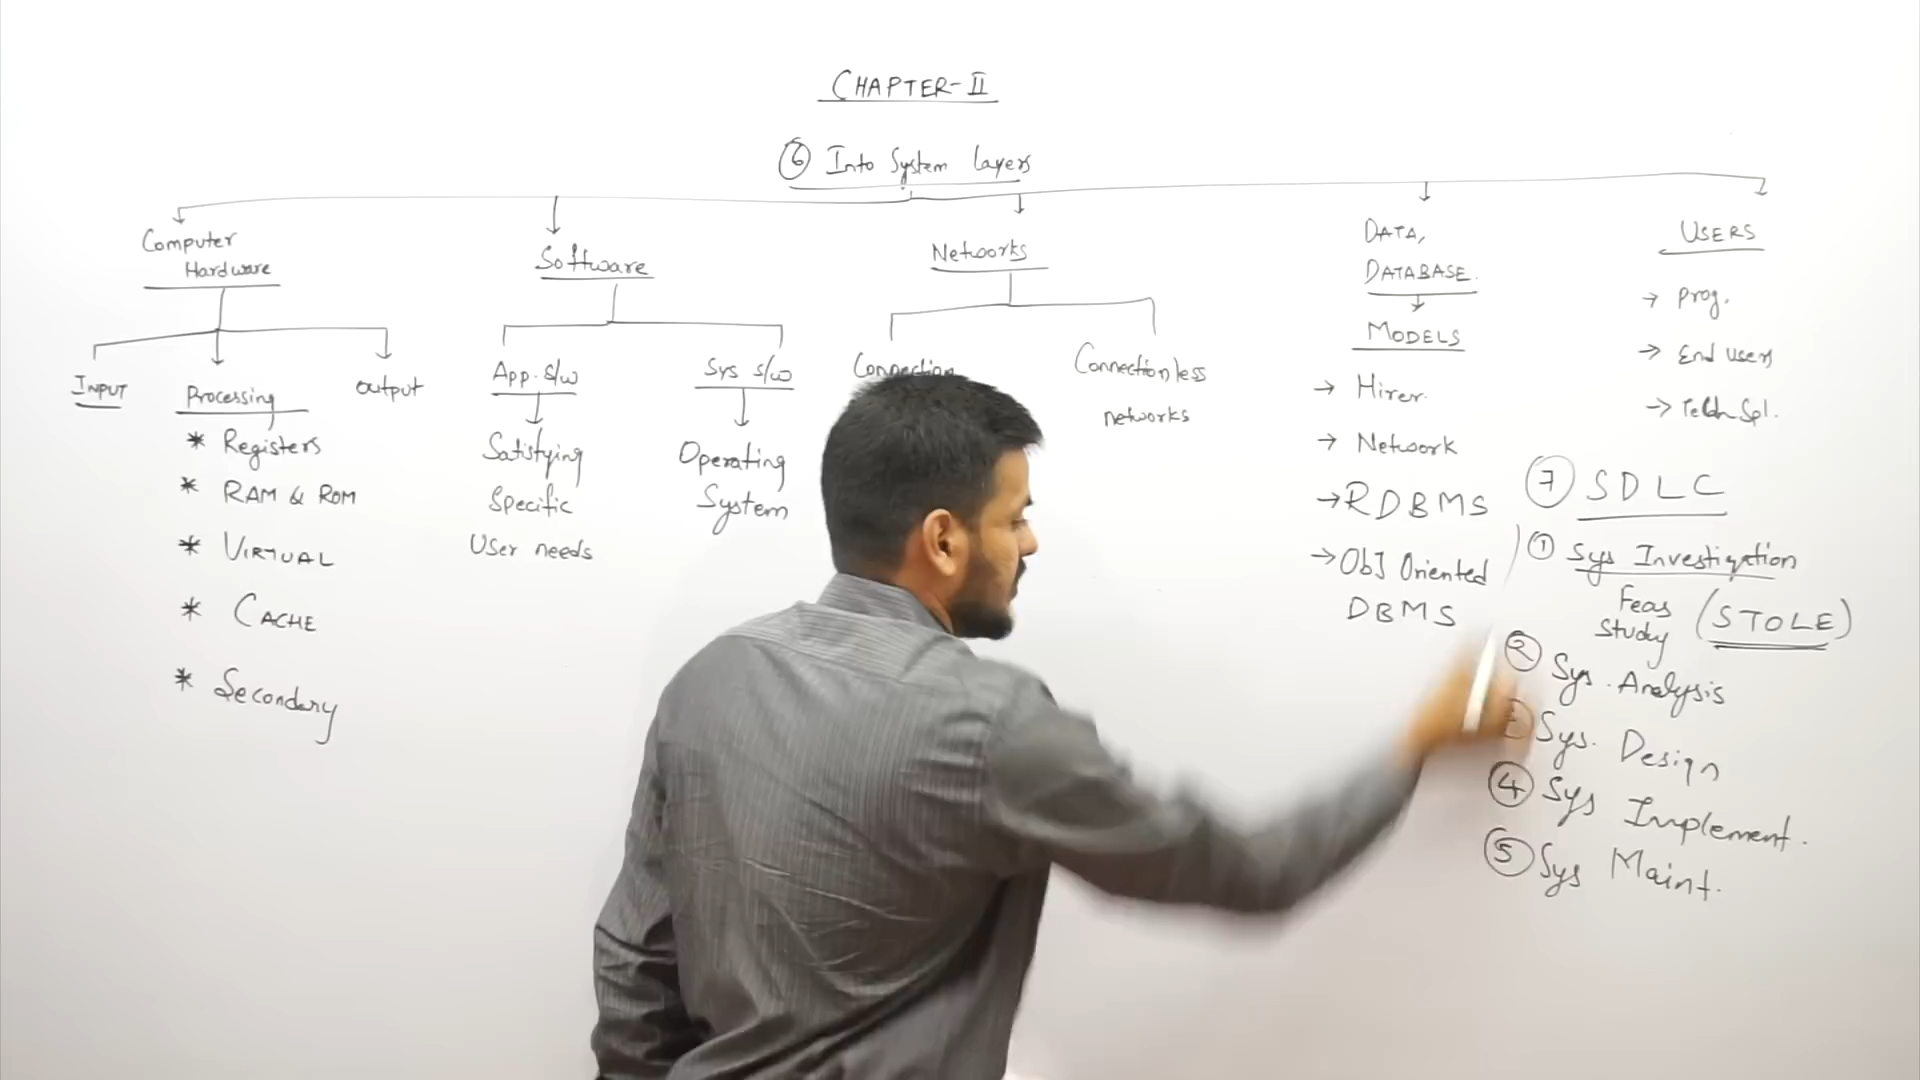 CHAPTER-II
⑥ Into System Layers
Computer
Hardware
INPUT
Processing
* Registers
* RAM & ROM
* VIRTUAL
* CACHE
* Secondary
output
Software
App. s/w
Satisfying
Specific
User needs
Sys s/w
Operating
System
Networks
Connection
Connectionless
networks
DATA,
DATABASE.
MODELS
→ Hirer.
→ Network
→ RDBMS
→ Obj Oriented
DBMS
USERS
→ Prog.
→ End users
→ Tech Spl.
⑦ SDLC
① Sys Investigation
Feas
Study (STOLE)
② Sys. Analysis
Sys. Design
④ Sys Implement.
⑤ Sys Maint.